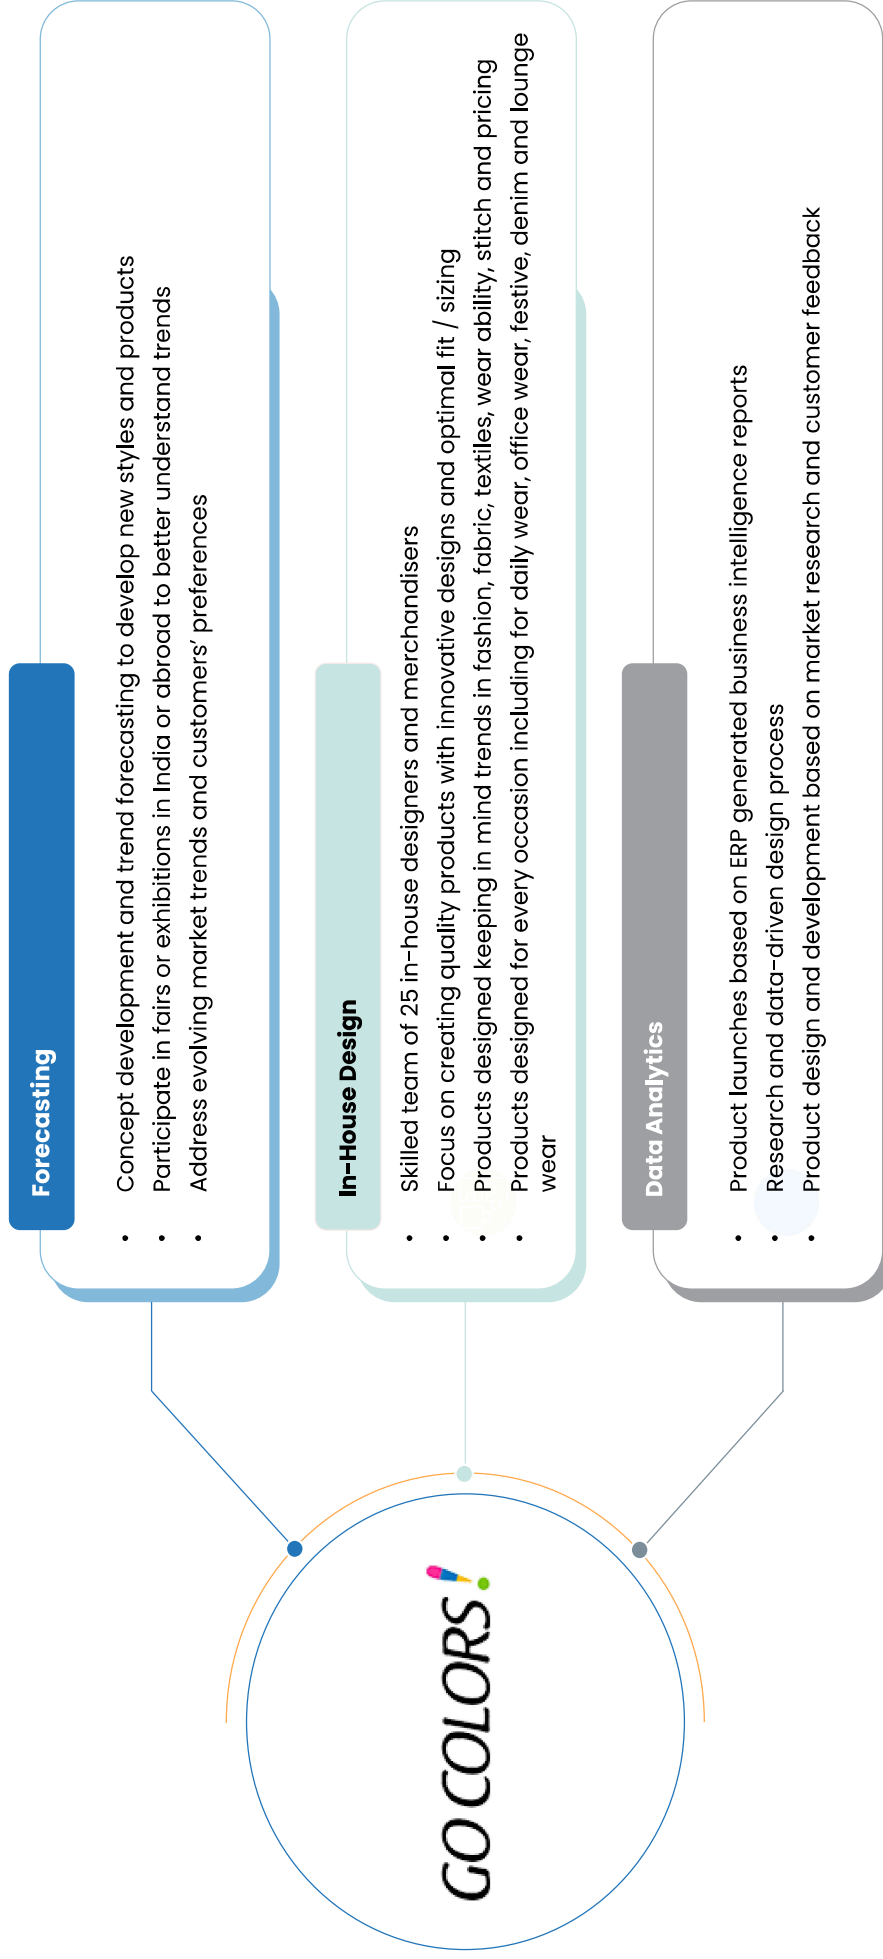 GO COLORS!
Forecasting
• Concept development and trend forecasting to develop new styles and products
• Participate in fairs or exhibitions in India or abroad to better understand trends
• Address evolving market trends and customers’ preferences
In-House Design
• Skilled team of 25 in-house designers and merchandisers
• Focus on creating quality products with innovative designs and optimal fit / sizing
• Products designed keeping in mind trends in fashion, fabric, textiles, wear ability, stitch and pricing
• Products designed for every occasion including for daily wear, office wear, festive, denim and lounge
wear
Data Analytics
• Product launches based on ERP generated business intelligence reports
• Research and data-driven design process
• Product design and development based on market research and customer feedback